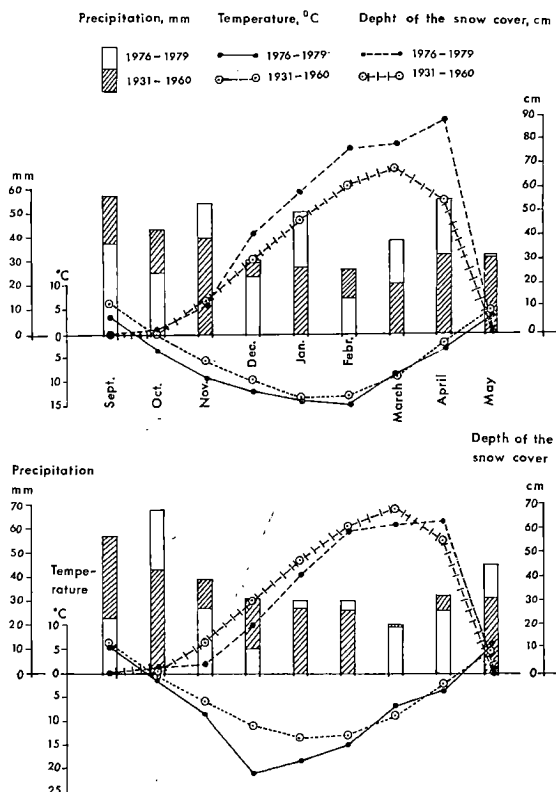 Precipitation, mm Temperature, ⁰C Depht of the snow cover, cm
1976-1979 1976-1979 1976-1979
1931-1960 1931-1960 1931-1960
cm
90
80
70
60
50
40
30
20
10
0
mm
60
50
40
30
20
10
0
°C
10
5
0
5
10
15
Sept. Oct. Nov. Dec. Jan. Febr. March April May
Depth of the
snow cover
Precipitation
mm
cm
70 70
60 60
50 50
40 40
30 30
20 20
10 10
0 0
Tempe-
rature
°C
10
5
0
5
10
15
20
25